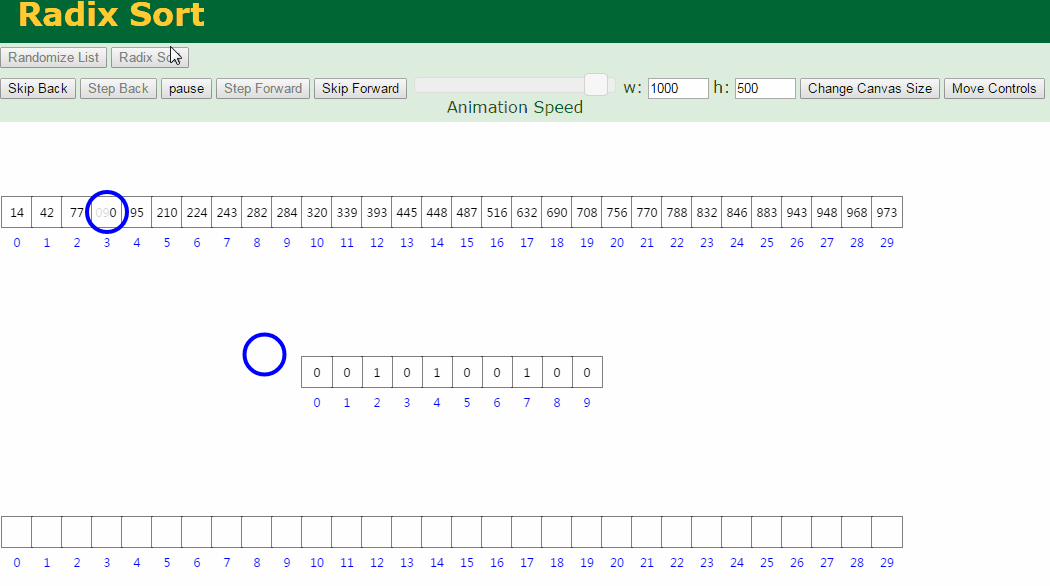 Radix Sort
Randomize List Radix So
Skip Back Step Back pause Step Forward Skip Forward w: 1000 h: 500 Change Canvas Size Move Controls
Animation Speed
14 42 77 090 95 210 224 243 282 284 320 339 393 445 448 487 516 632 690 708 756 770 788 832 846 883 943 948 968 973
0 1 2 3 4 5 6 7 8 9 10 11 12 13 14 15 16 17 18 19 20 21 22 23 24 25 26 27 28 29
0 0 1 0 1 0 0 1 0 0
0 1 2 3 4 5 6 7 8 9
0 1 2 3 4 5 6 7 8 9 10 11 12 13 14 15 16 17 18 19 20 21 22 23 24 25 26 27 28 29